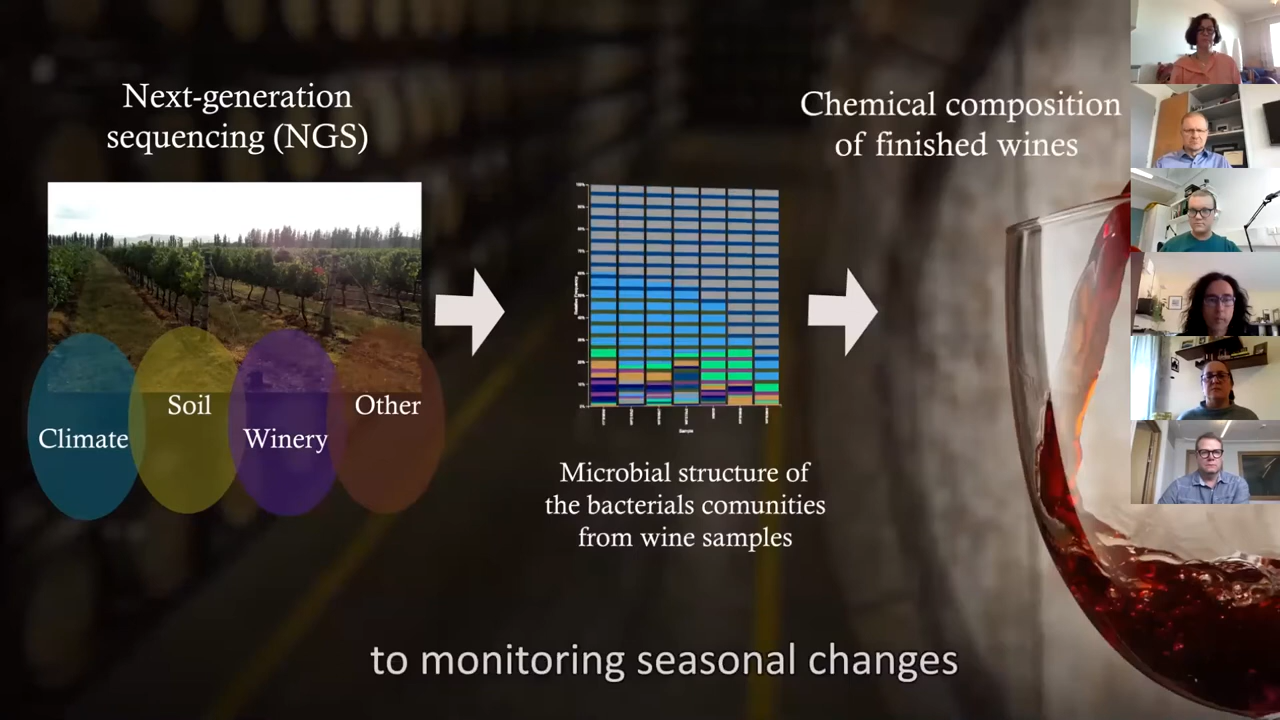 Next-generation
sequencing (NGS)
Chemical composition
of finished wines
Climate
Soil
Winery
Other
Microbial structure of
the bacterials comunities
from wine samples
to monitoring seasonal changes